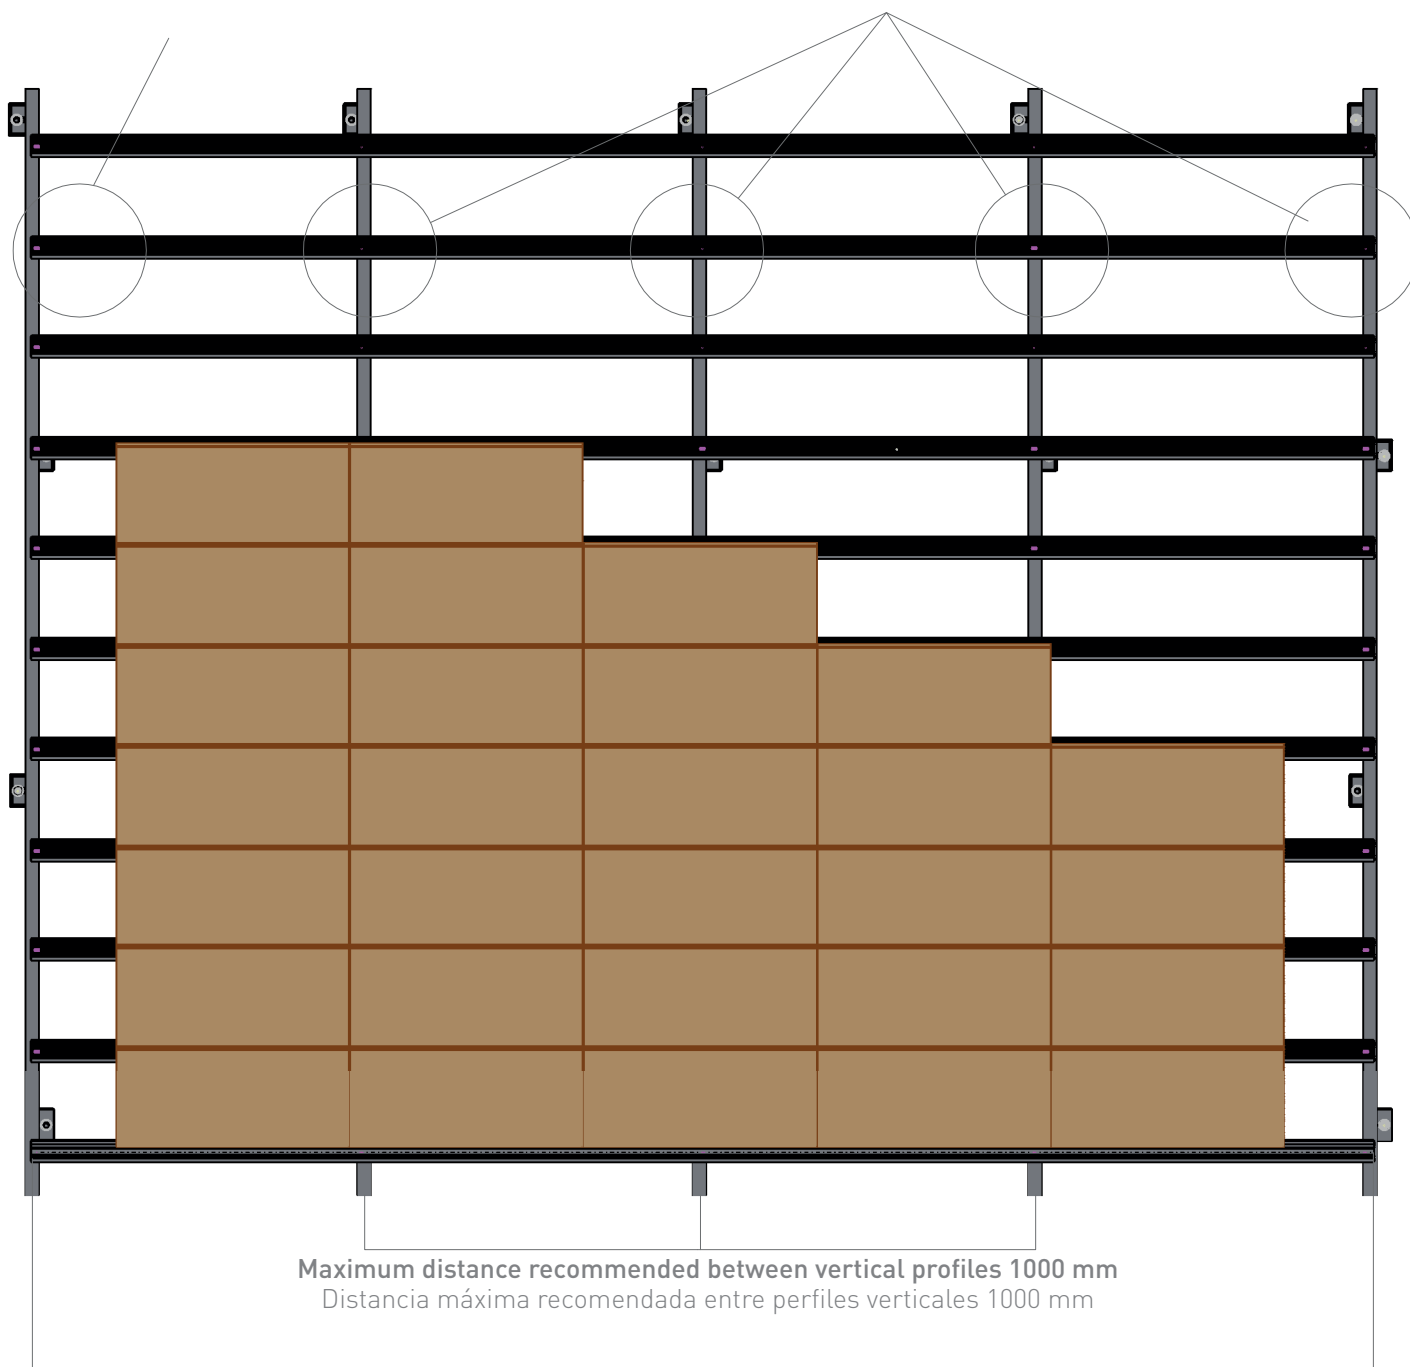 Maximum distance recommended between vertical profiles 1000 mm
Distancia máxima recomendada entre perfiles verticales 1000 mm